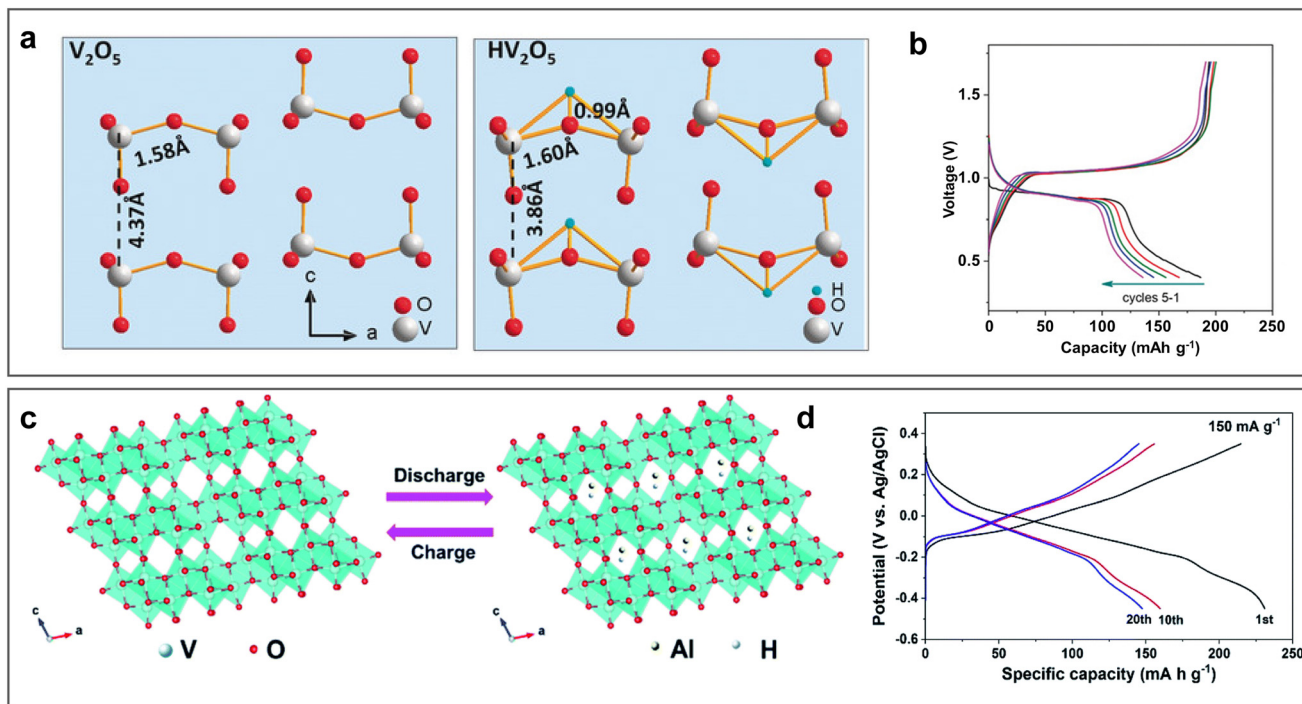 a
V₂O₅
1.58Å
4.37Å
c
a
O
V
HV₂O₅
0.99Å
1.60Å
3.86Å
H
O
V
b
Voltage (V)
1.5
1.0
0.5
cycles 5-1
0 50 100 150 200 250
Capacity (mAh g⁻¹)
c
Discharge
Charge
c
a
V
O
c
a
Al
H
d
Potential (V vs. Ag/AgCl)
0.4
0.2
0.0
-0.2
-0.4
-0.6
150 mA g⁻¹
20th 10th 1st
0 50 100 150 200
Specific capacity (mA h g⁻¹)